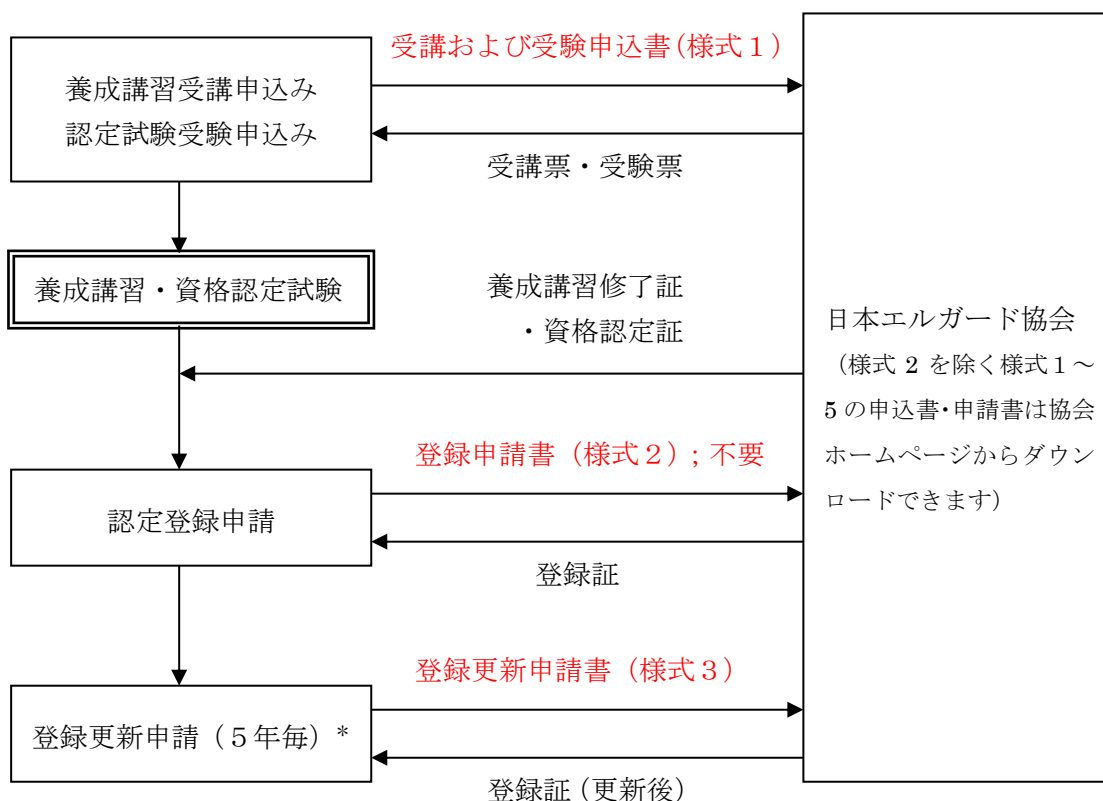 受講および受験申込書(様式１)
養成講習受講申込み
認定試験受験申込み
受講票・受験票
養成講習・資格認定試験
養成講習修了証
・資格認定証
日本エルガード協会
（様式 2 を除く様式１～
5 の申込書･申請書は協会
ホームページからダウン
ロードできます）
登録申請書（様式２）; 不要
認定登録申請
登録証
登録更新申請書（様式３）
登録更新申請（５年毎）*
登録証（更新後）